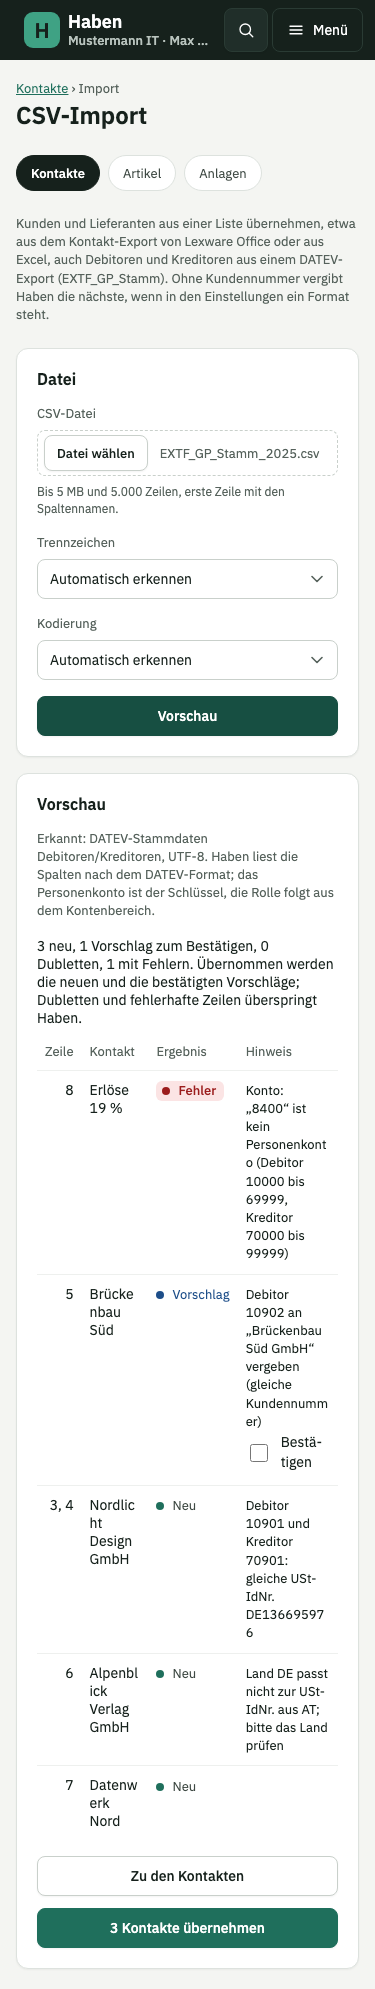 H
Haben
Mustermann IT · Max ...
Menü
Kontakte › Import
CSV-Import
Kontakte
Artikel
Anlagen
Kunden und Lieferanten aus einer Liste übernehmen, etwa
aus dem Kontakt-Export von Lexware Office oder aus
Excel, auch Debitoren und Kreditoren aus einem DATEV-
Export (EXTF_GP_Stamm). Ohne Kundennummer vergibt
Haben die nächste, wenn in den Einstellungen ein Format
steht.
Datei
CSV-Datei
Datei wählen
EXTF_GP_Stamm_2025.csv
Bis 5 MB und 5.000 Zeilen, erste Zeile mit den
Spaltennamen.
Trennzeichen
Automatisch erkennen
Kodierung
Automatisch erkennen
Vorschau
Vorschau
Erkannt: DATEV-Stammdaten
Debitoren/Kreditoren, UTF-8. Haben liest die
Spalten nach dem DATEV-Format; das
Personenkonto ist der Schlüssel, die Rolle folgt aus
dem Kontenbereich.
3 neu, 1 Vorschlag zum Bestätigen, 0
Dubletten, 1 mit Fehlern. Übernommen werden
die neuen und die bestätigten Vorschläge;
Dubletten und fehlerhafte Zeilen überspringt
Haben.
Zeile Kontakt Ergebnis Hinweis
8
Erlöse
19 %
Fehler
Konto:
„8400“ ist
kein
Personenkont
o (Debitor
10000 bis
69999,
Kreditor
70000 bis
99999)
5
Brücke
nbau
Süd
Vorschlag
Debitor
10902 an
„Brückenbau
Süd GmbH“
vergeben
(gleiche
Kundennumm
er)
Bestä-
tigen
3, 4
Nordlic
ht
Design
GmbH
Neu
Debitor
10901 und
Kreditor
70901:
gleiche USt-
IdNr.
DE13669597
6
6
Alpenbl
ick
Verlag
GmbH
Neu
Land DE passt
nicht zur USt-
IdNr. aus AT;
bitte das Land
prüfen
7
Datenw
erk
Nord
Neu
Zu den Kontakten
3 Kontakte übernehmen